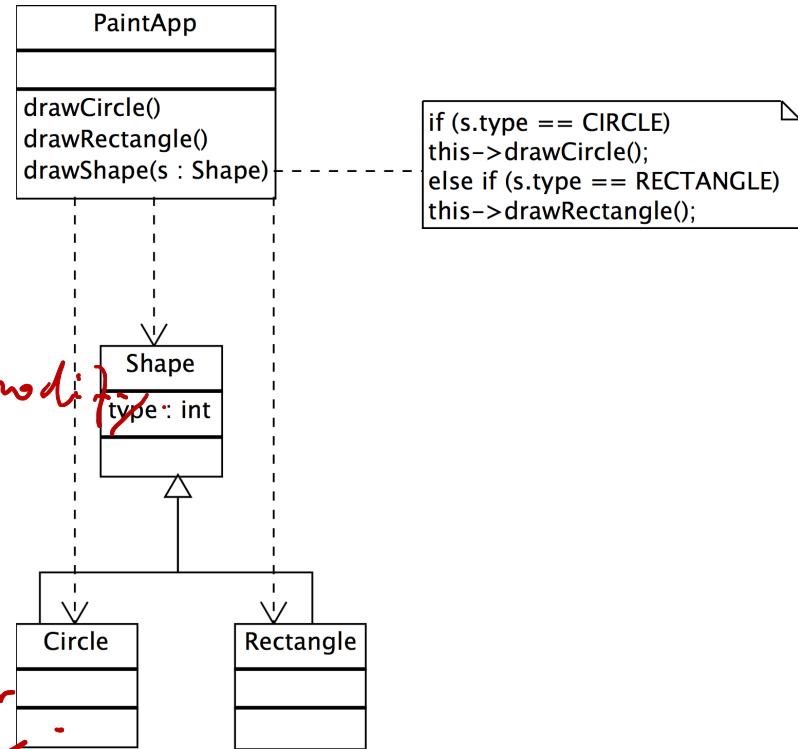 PaintApp
drawCircle()
drawRectangle()
drawShape(s : Shape)
if (s.type == CIRCLE)
this->drawCircle();
else if (s.type == RECTANGLE)
this->drawRectangle();
Shape
modify
type : int
Circle
Rectangle